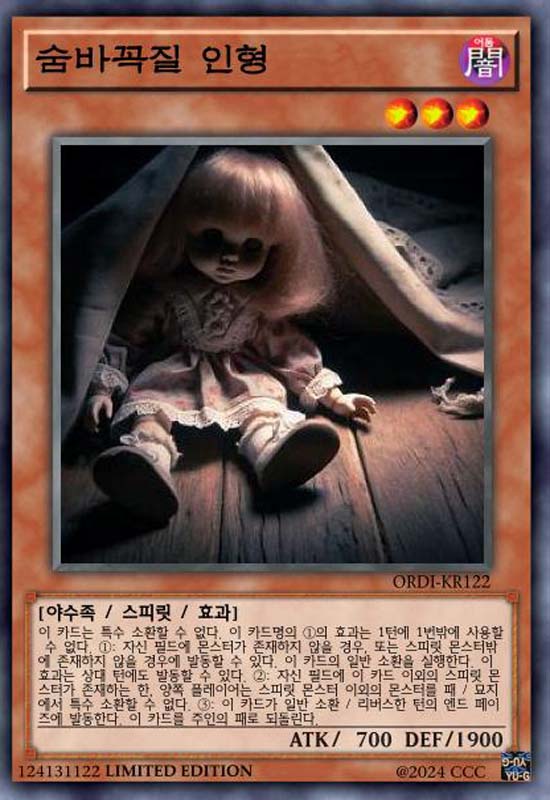 숨바꼭질 인형
어둠
闇
ORDI-KR122
[야수족 / 스피릿 / 효과]
이 카드는 특수 소환할 수 없다. 이 카드명의 ①의 효과는 1턴에 1번밖에 사용할
수 없다. ①: 자신 필드에 몬스터가 존재하지 않을 경우, 또는 스피릿 몬스터밖
에 존재하지 않을 경우에 발동할 수 있다. 이 카드의 일반 소환을 실행한다. 이
효과는 상대 턴에도 발동할 수 있다. ②: 자신 필드에 이 카드 이외의 스피릿 몬
스터가 존재하는 한, 양쪽 플레이어는 스피릿 몬스터 이외의 몬스터를 패 / 묘지
에서 특수 소환할 수 없다. ③: 이 카드가 일반 소환 / 리버스한 턴의 엔드 페이
즈에 발동한다. 이 카드를 주인의 패로 되돌린다.
ATK/ 700 DEF/1900
124131122 LIMITED EDITION
@2024 CCC
YU-G
YU-G